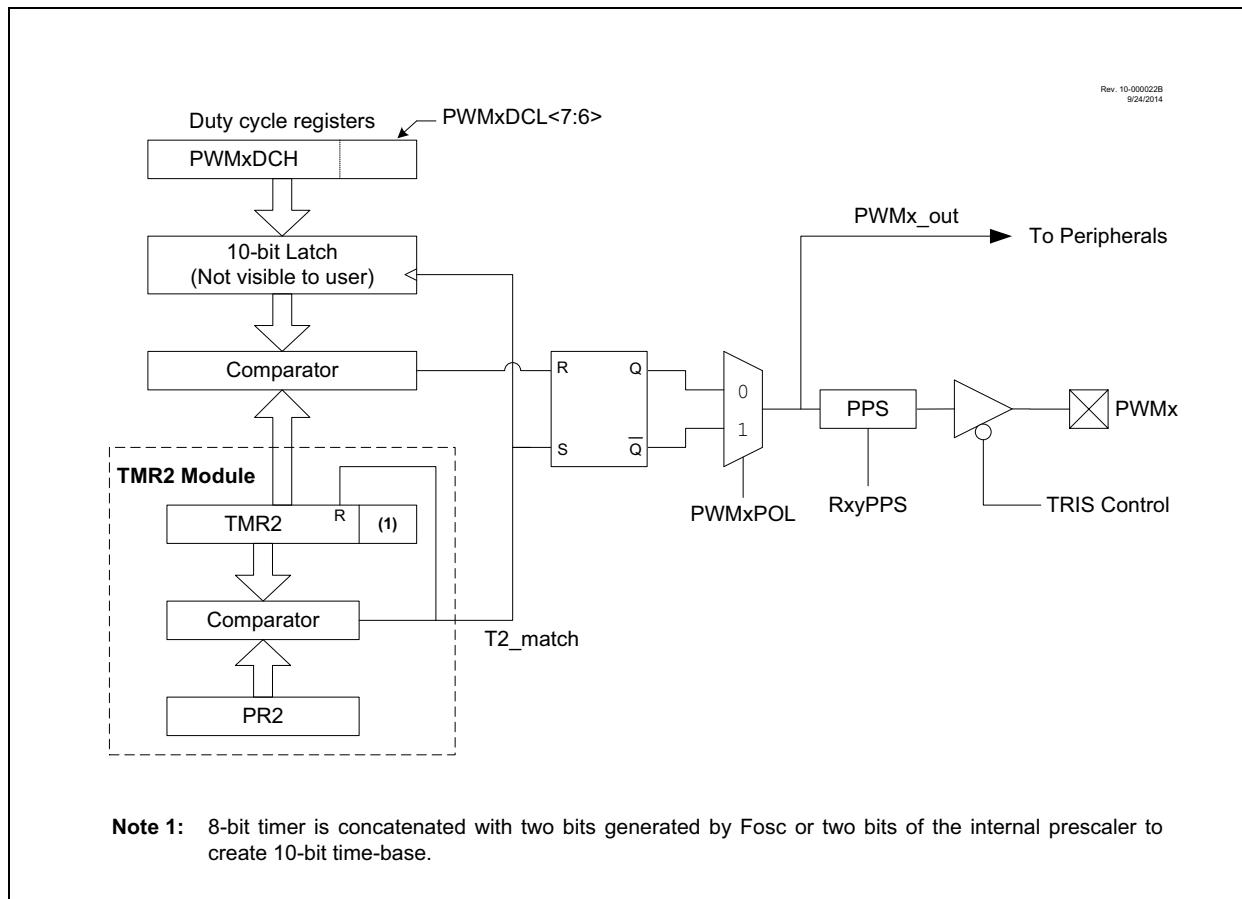 Rev. 10-000022B
9/24/2014
Duty cycle registers
PWMxDCL<7:6>
PWMxDCH
10-bit Latch
(Not visible to user)
Comparator
PWMx_out
To Peripherals
R
Q
S
Q̅
0
1
PWMxPOL
PPS
RxyPPS
PWMx
TRIS Control
TMR2 Module
R
TMR2
(1)
Comparator
T2_match
PR2
Note 1: 8-bit timer is concatenated with two bits generated by Fosc or two bits of the internal prescaler to
create 10-bit time-base.